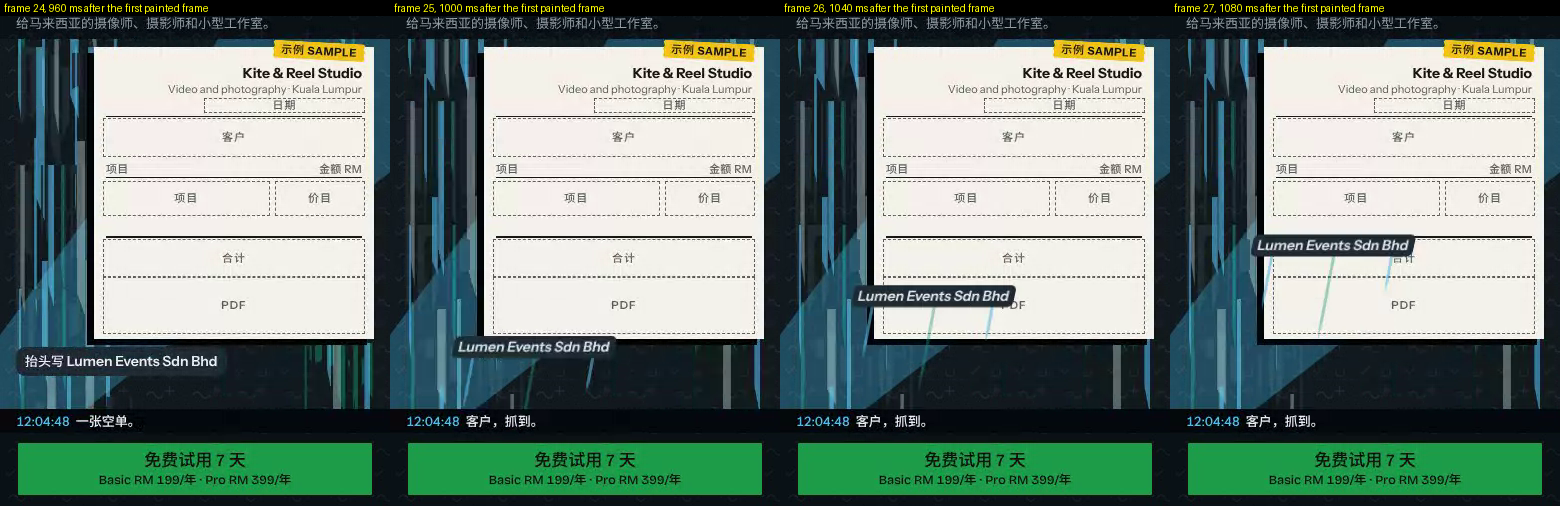 frame 24, 960 ms after the first painted frame
给马来西亚的摄像师、摄影师和小型工作室。
示例 SAMPLE
Kite & Reel Studio
Video and photography · Kuala Lumpur
日期
客户
项目 金额 RM
项目 价目
合计
PDF
抬头写 Lumen Events Sdn Bhd
12:04:48 一张空单。
免费试用 7 天
Basic RM 199/年 · Pro RM 399/年
frame 25, 1000 ms after the first painted frame
给马来西亚的摄像师、摄影师和小型工作室。
示例 SAMPLE
Kite & Reel Studio
Video and photography · Kuala Lumpur
日期
客户
项目 金额 RM
项目 价目
合计
PDF
Lumen Events Sdn Bhd
12:04:48 客户，抓到。
免费试用 7 天
Basic RM 199/年 · Pro RM 399/年
frame 26, 1040 ms after the first painted frame
给马来西亚的摄像师、摄影师和小型工作室。
示例 SAMPLE
Kite & Reel Studio
Video and photography · Kuala Lumpur
日期
客户
项目 金额 RM
项目 价目
合计
Lumen Events Sdn Bhd
PDF
12:04:48 客户，抓到。
免费试用 7 天
Basic RM 199/年 · Pro RM 399/年
frame 27, 1080 ms after the first painted frame
给马来西亚的摄像师、摄影师和小型工作室。
示例 SAMPLE
Kite & Reel Studio
Video and photography · Kuala Lumpur
日期
客户
项目 金额 RM
项目 价目
Lumen Events Sdn Bhd
合计
PDF
12:04:48 客户，抓到。
免费试用 7 天
Basic RM 199/年 · Pro RM 399/年